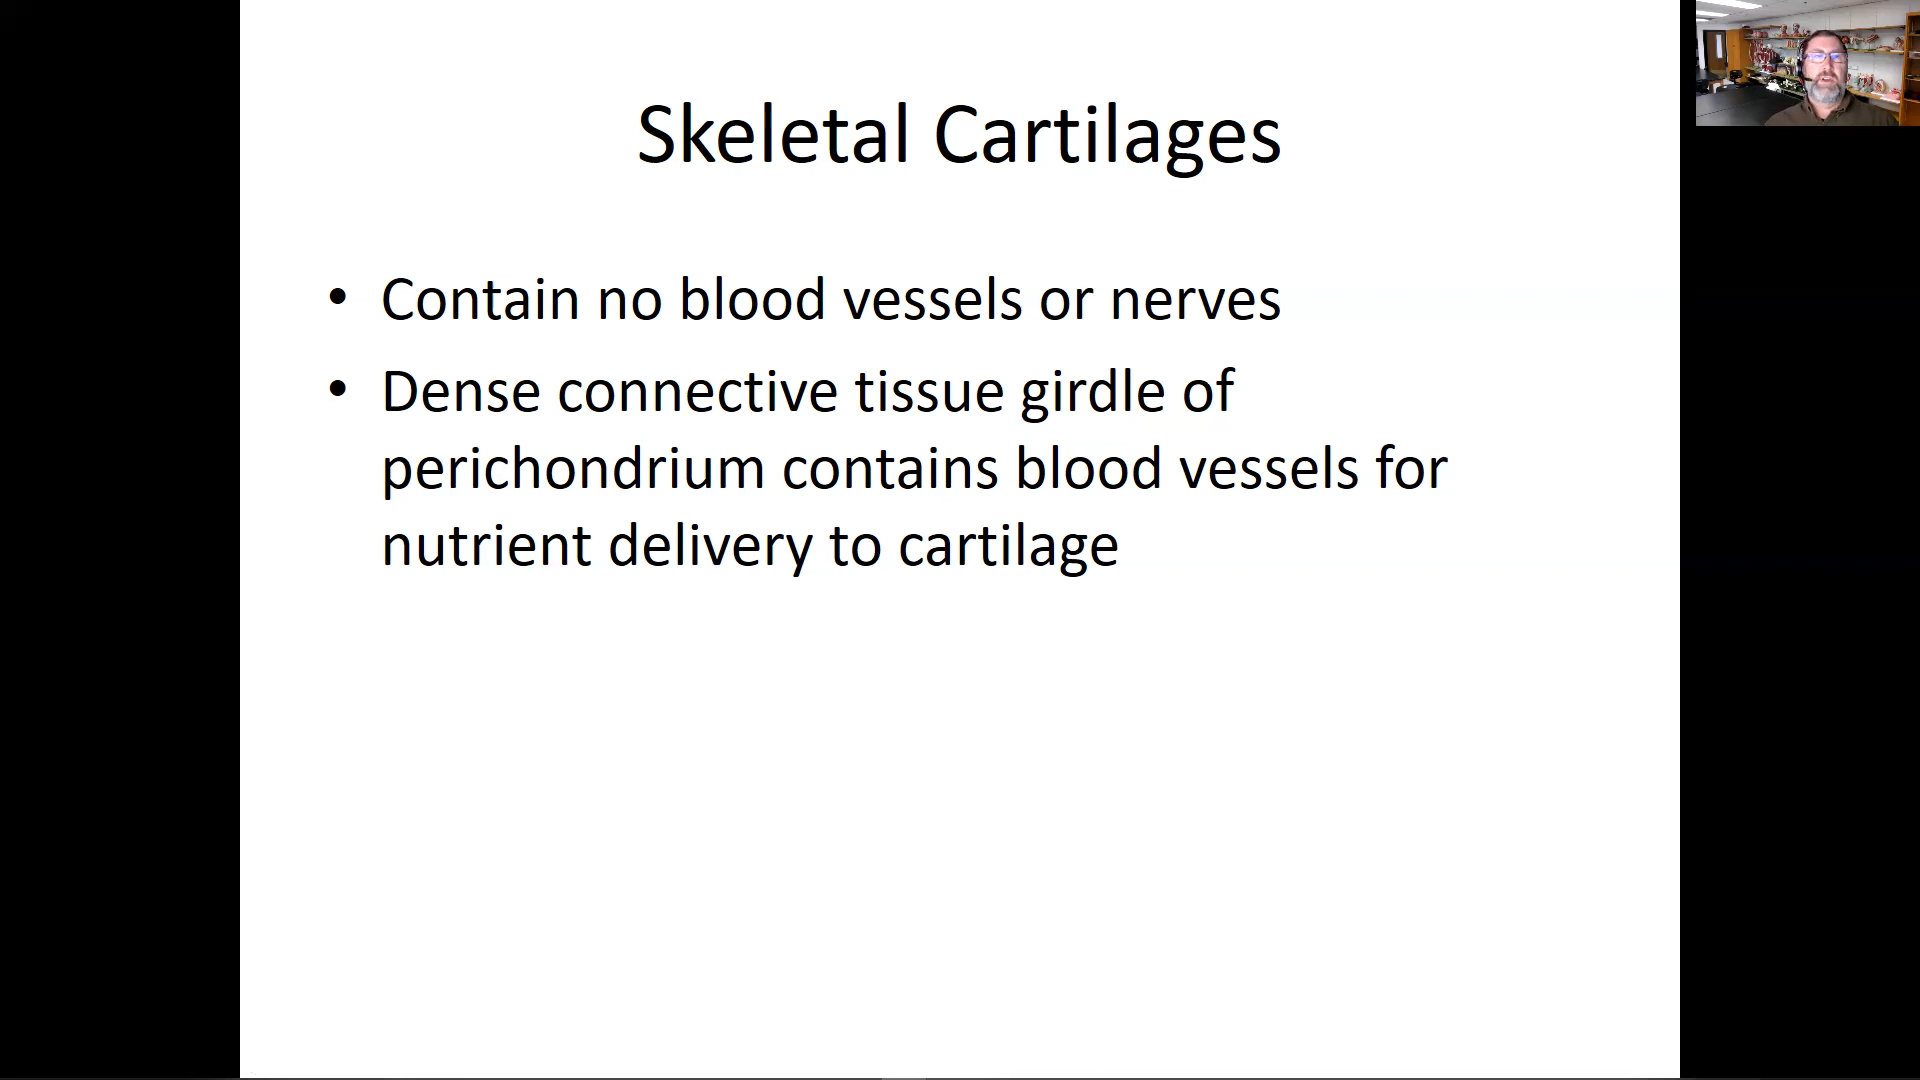 Skeletal Cartilages
• Contain no blood vessels or nerves
• Dense connective tissue girdle of
perichondrium contains blood vessels for
nutrient delivery to cartilage